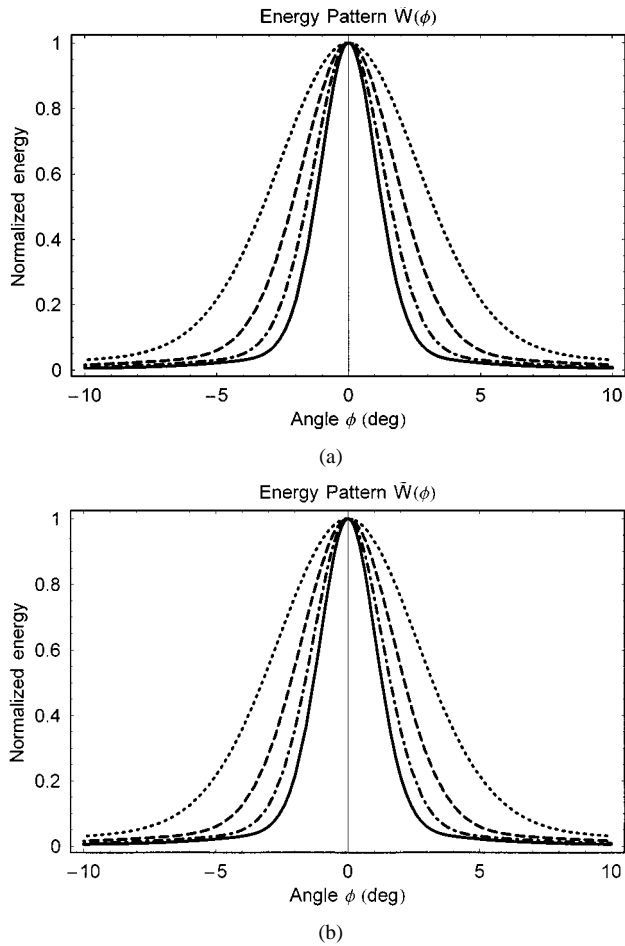 Energy Pattern W̄(ϕ)
1
0.8
0.6
0.4
0.2
0
Normalized energy
−10
−5
0
5
10
Angle ϕ (deg)
(a)
Energy Pattern W̃(ϕ)
1
0.8
0.6
0.4
0.2
0
Normalized energy
−10
−5
0
5
10
Angle ϕ (deg)
(b)